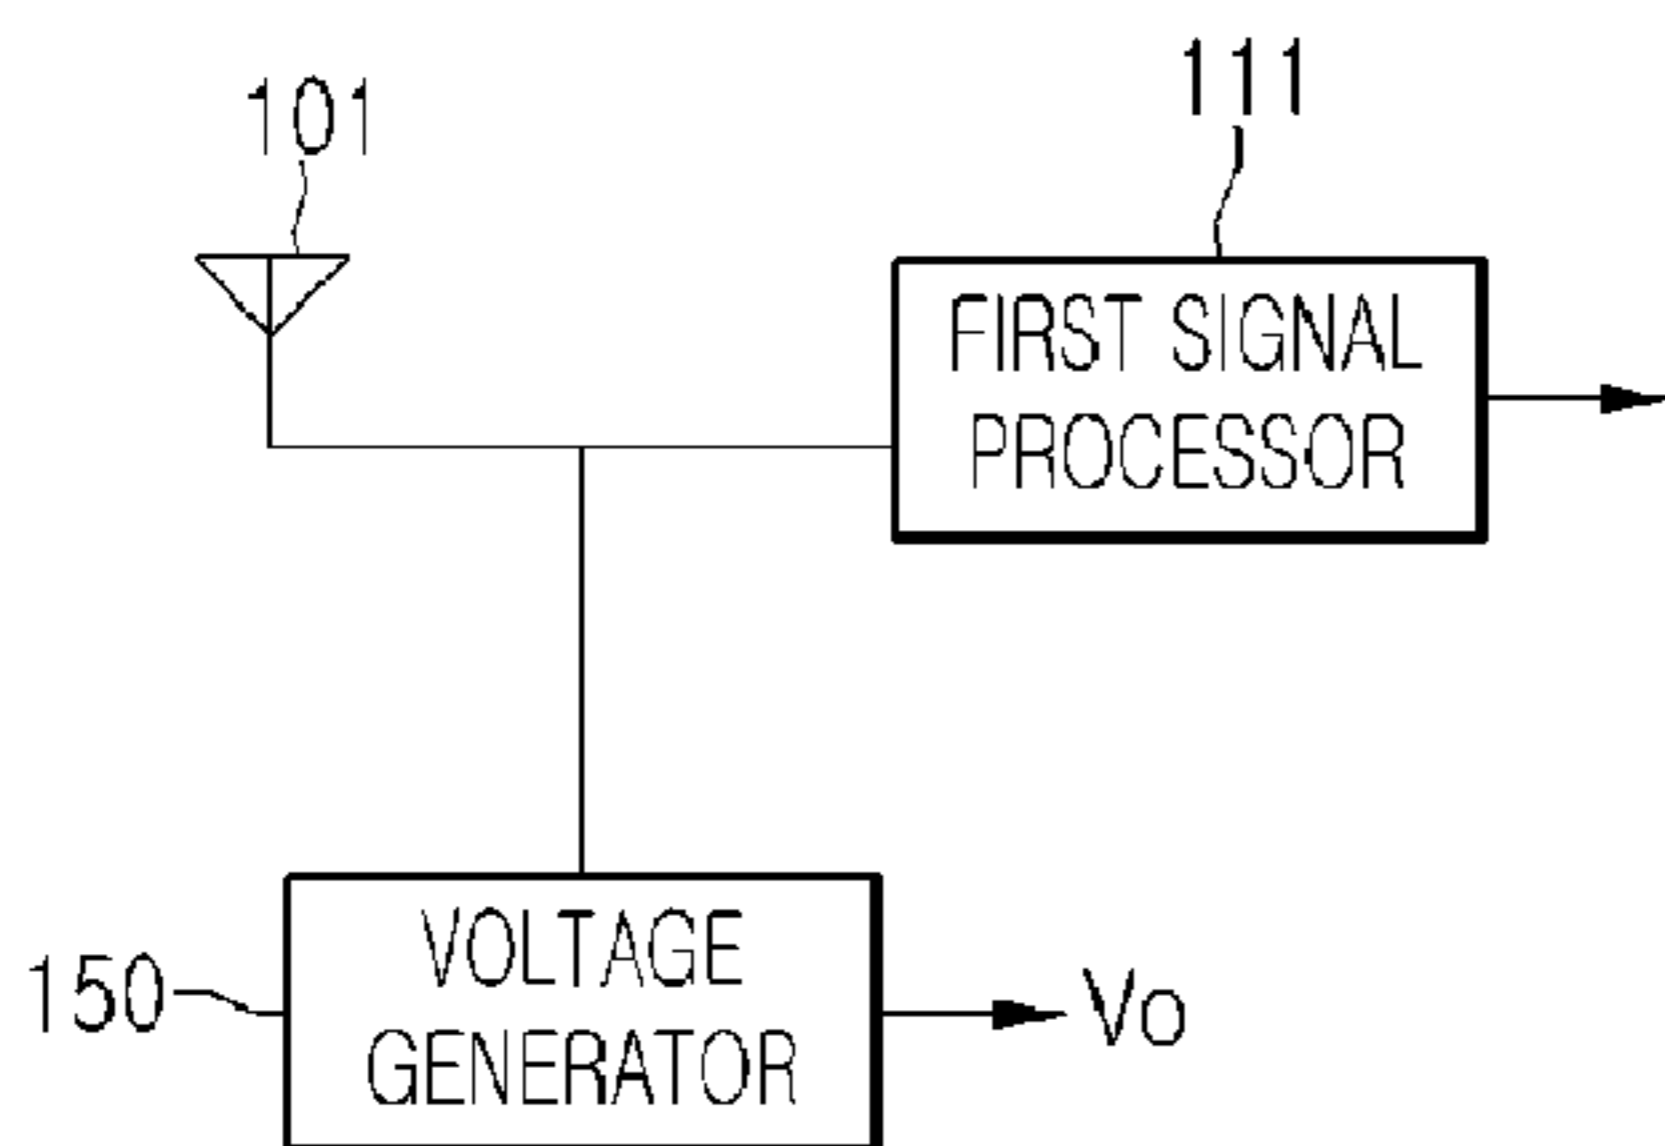 101
111
FIRST SIGNAL
PROCESSOR
150
VOLTAGE
GENERATOR
Vo